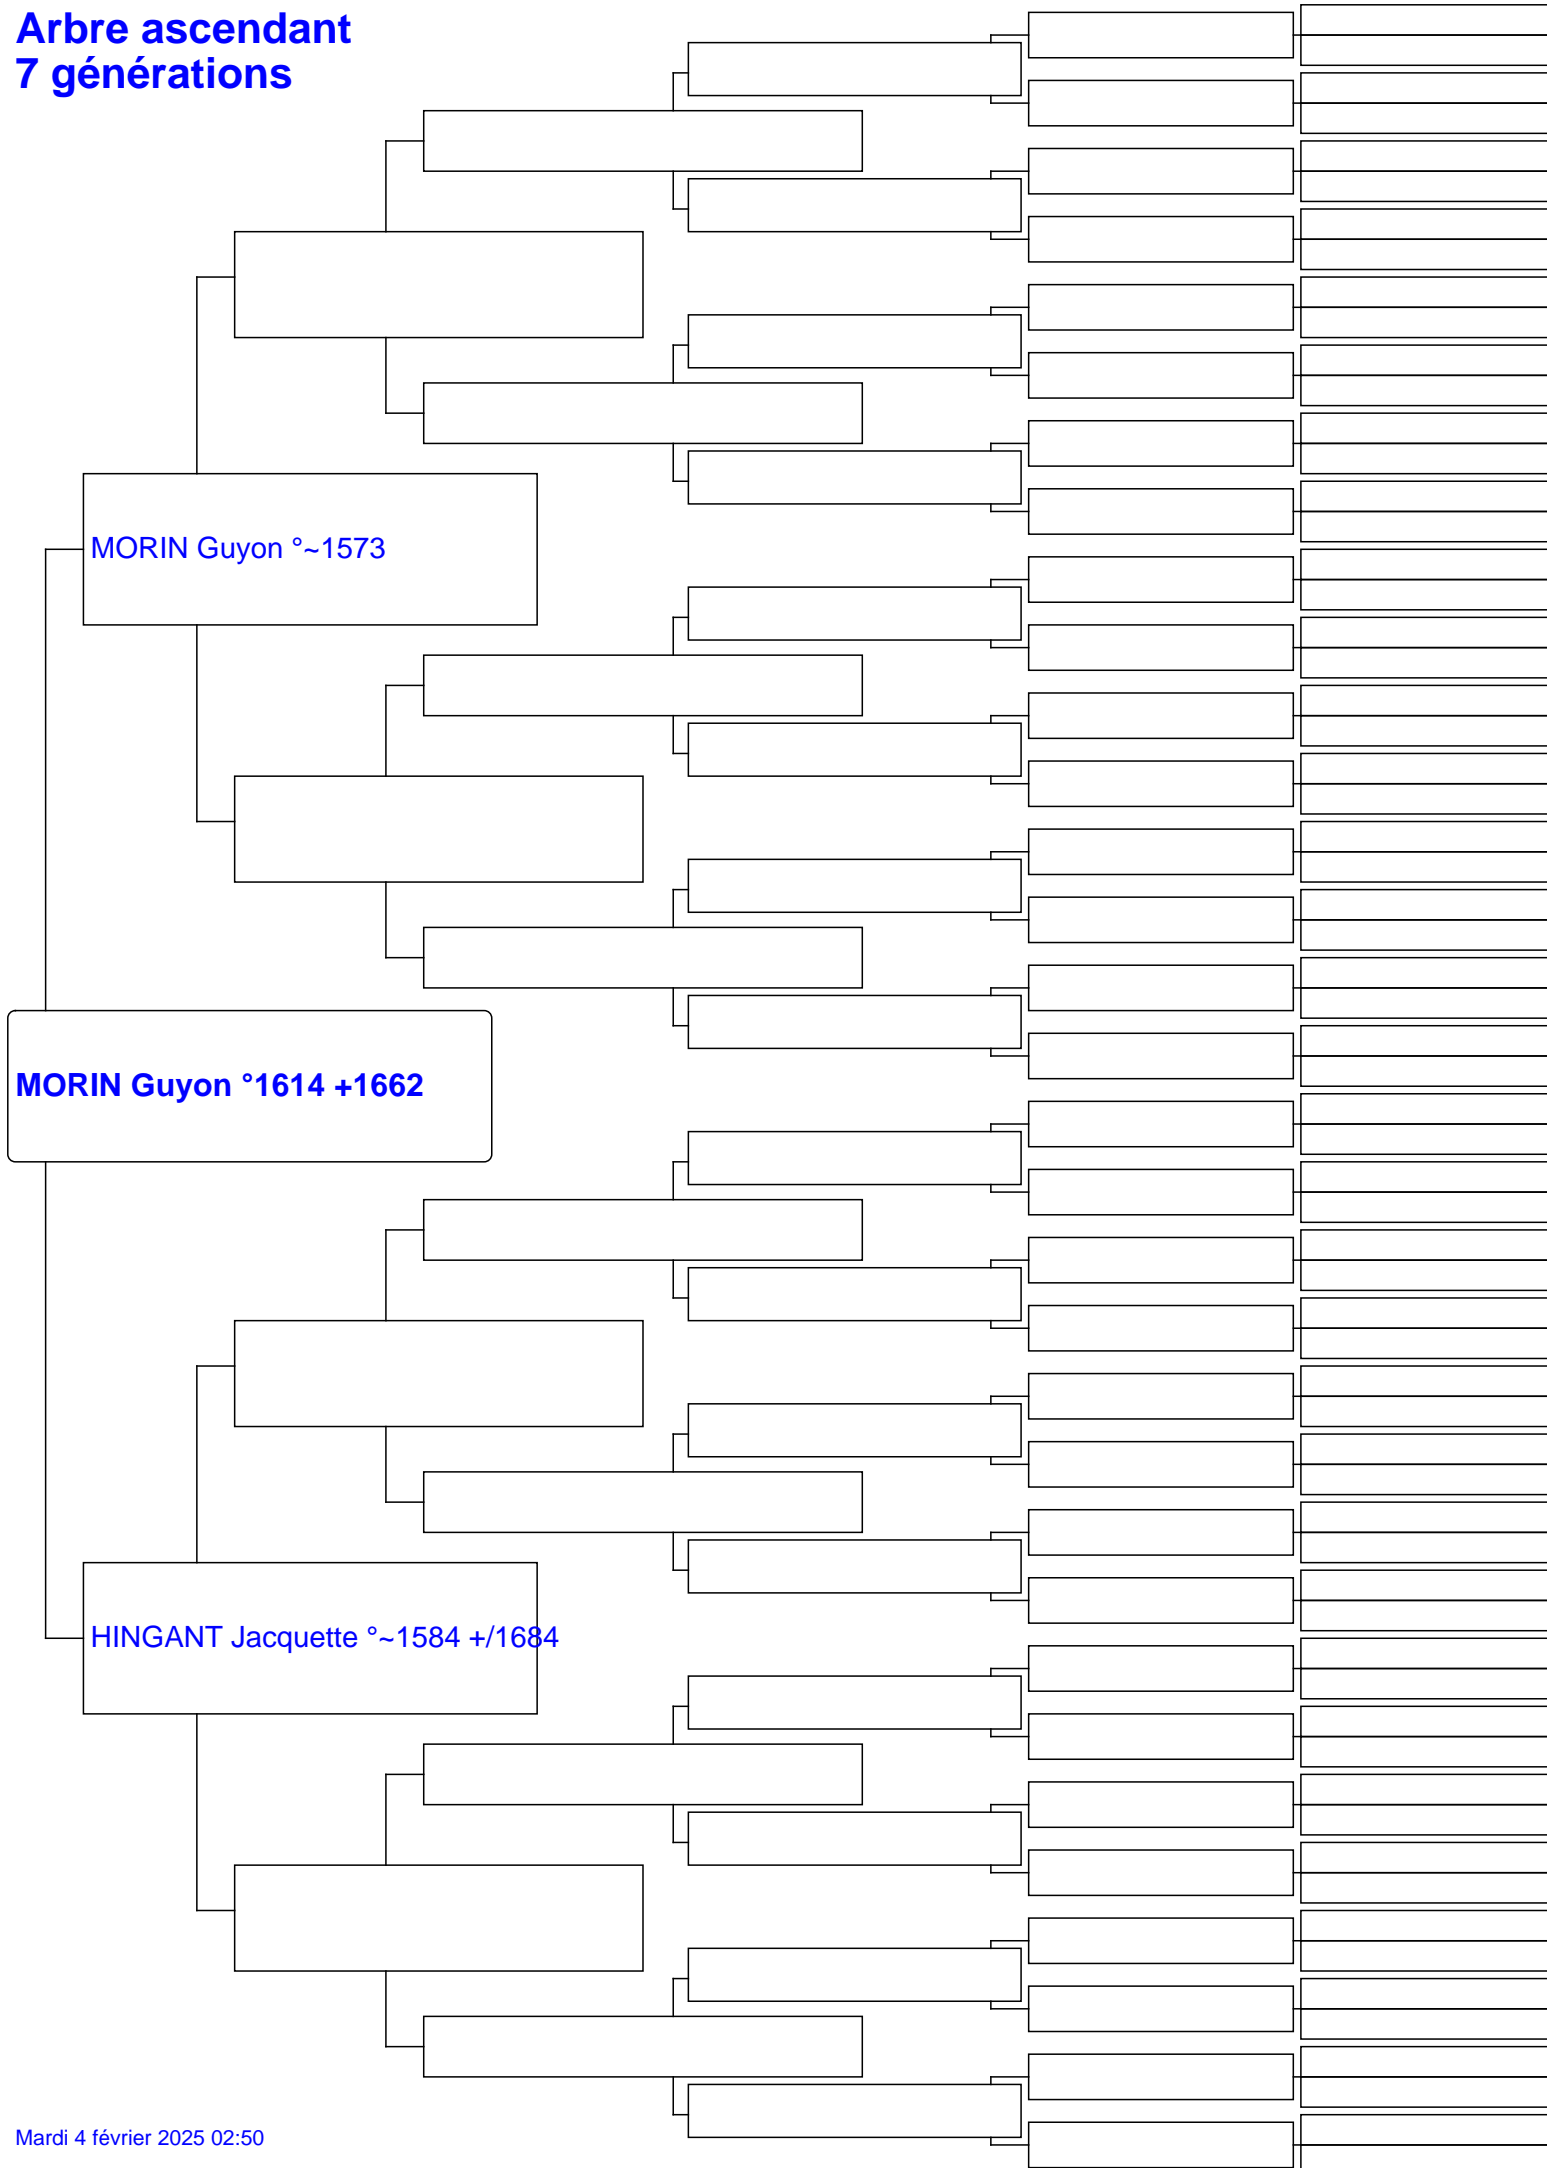 Arbre ascendant
7 générations
MORIN Guyon °~1573
MORIN Guyon °1614 +1662
HINGANT Jacquette °~1584 +/1684
Mardi 4 février 2025 02:50